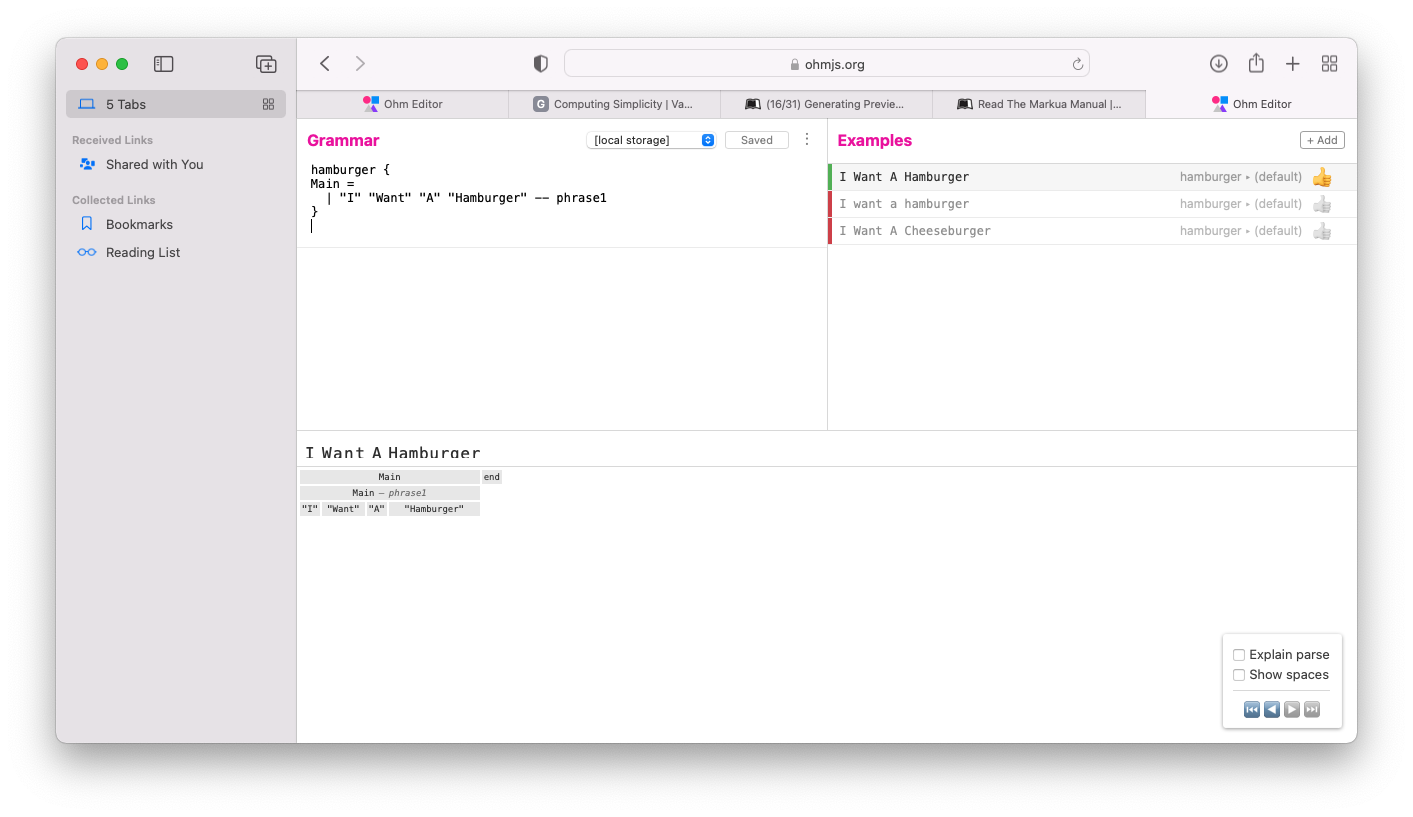 ohmjs.org
5 Tabs
Received Links
Shared with You
Collected Links
Bookmarks
Reading List
Ohm Editor
G Computing Simplicity | Va...
(16/31) Generating Previe...
Read The Markua Manual |...
Ohm Editor
Grammar
[local storage]
Saved
hamburger {
Main =
| "I" "Want" "A" "Hamburger" -- phrase1
}
Examples
+ Add
I Want A Hamburger hamburger ▸ (default)
I want a hamburger hamburger ▸ (default)
I Want A Cheeseburger hamburger ▸ (default)
I Want A Hamburger
Main end
Main – phrase1
"I" "Want" "A" "Hamburger"
Explain parse
Show spaces